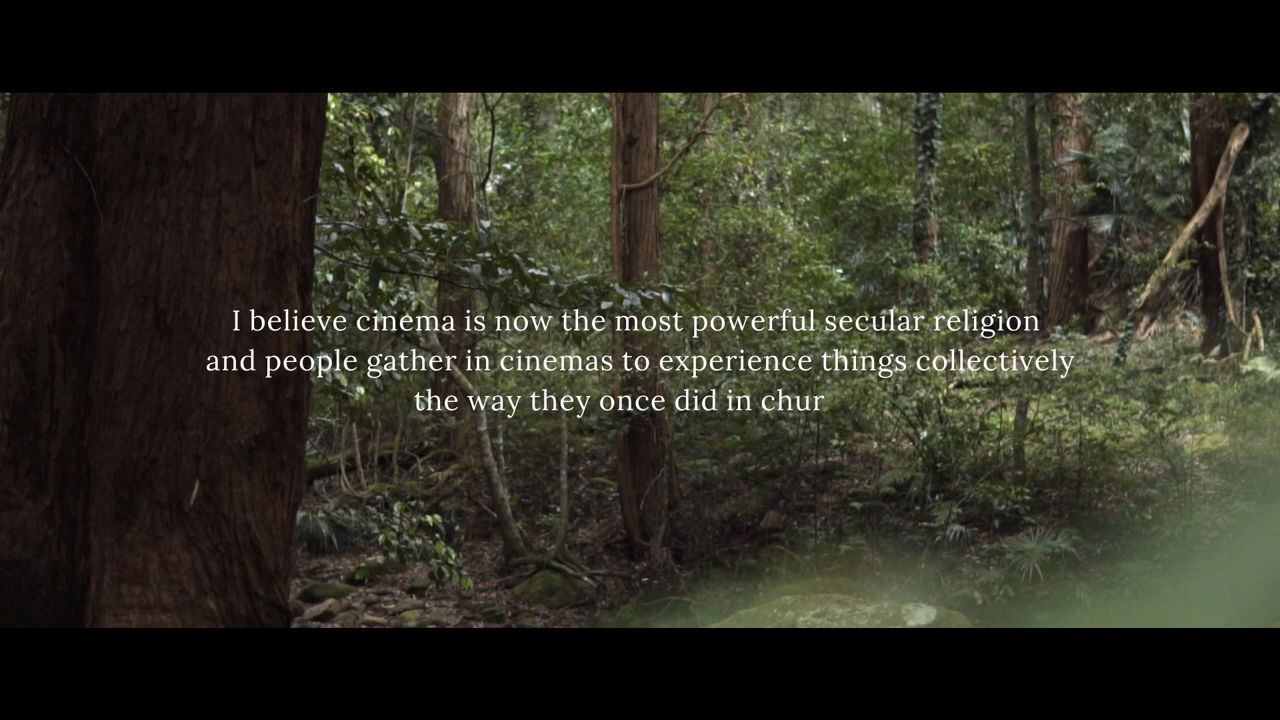 I believe cinema is now the most powerful secular religion
and people gather in cinemas to experience things collectively
the way they once did in chur